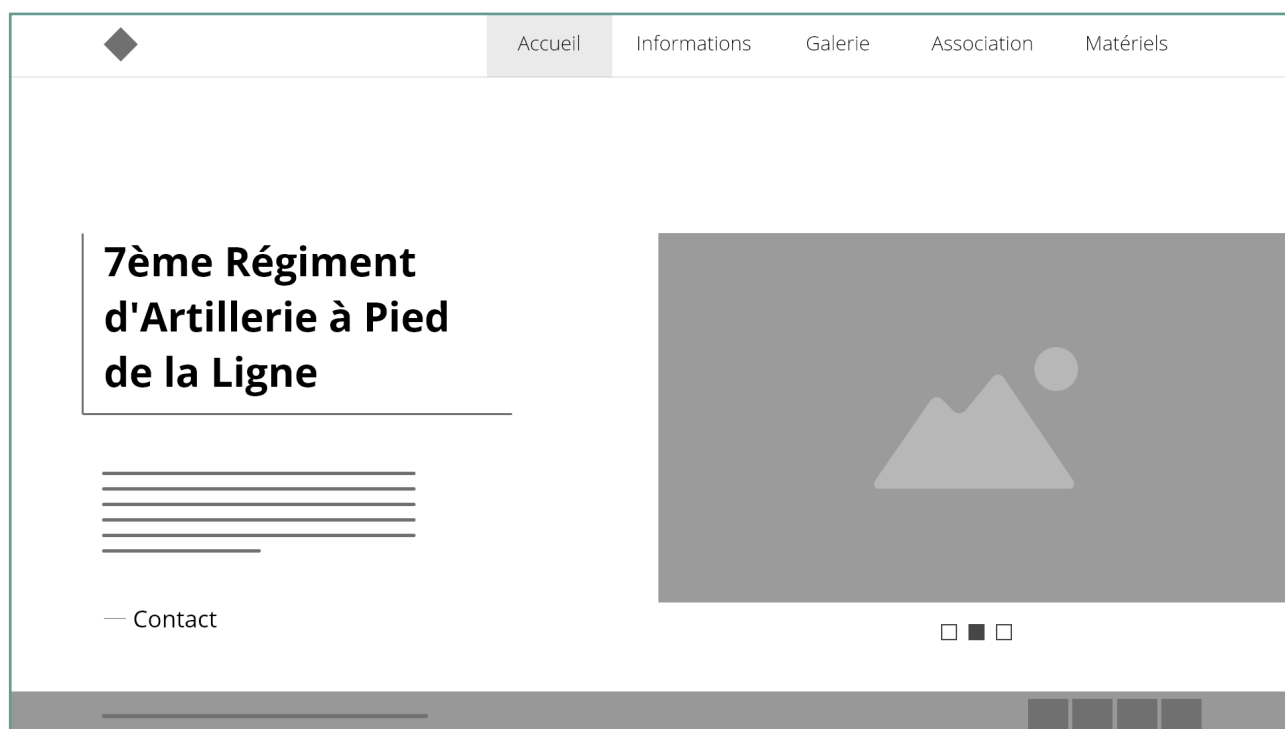 Accueil Informations Galerie Association Matériels
7ème Régiment
d'Artillerie à Pied
de la Ligne
Contact